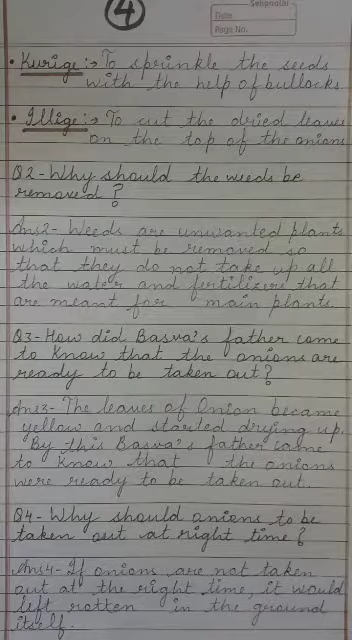 4
Sehgnatal
Date
Page No.
• Kurige :→ To sprinkle the seeds
with the help of bullocks
• Illige :→ To cut the dried leaves
on the top of the onions
Q2- Why should the weeds be
removed ?
Ans2- Weeds are unwanted plants
which must be removed so
that they do not take up all
the water and fertilizers that
are meant for main plants.
Q3- How did Basva's father came
to know that the onions are
ready to be taken out?
Ans3- The leaves of Onion became
yellow and started drying up.
By this Basva's father came
to know that the onions
were ready to be taken out.
Q4- Why should onions to be
taken out at right time ?
Ans4- If onions are not taken
out at the right time, it would
left rotten in the ground
itself.